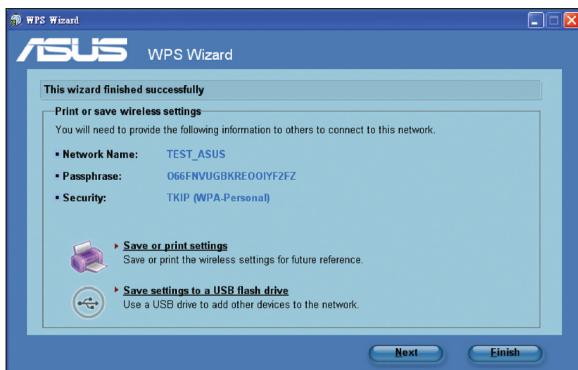 WPS Wizard
ASUS WPS Wizard
This wizard finished successfully
Print or save wireless settings
You will need to provide the following information to others to connect to this network.
▪ Network Name: TEST_ASUS
▪ Passphrase: O66FNVUGBKREOOIYF2FZ
▪ Security: TKIP (WPA-Personal)
Save or print settings
Save or print the wireless settings for future reference.
Save settings to a USB flash drive
Use a USB drive to add other devices to the network.
Next Finish